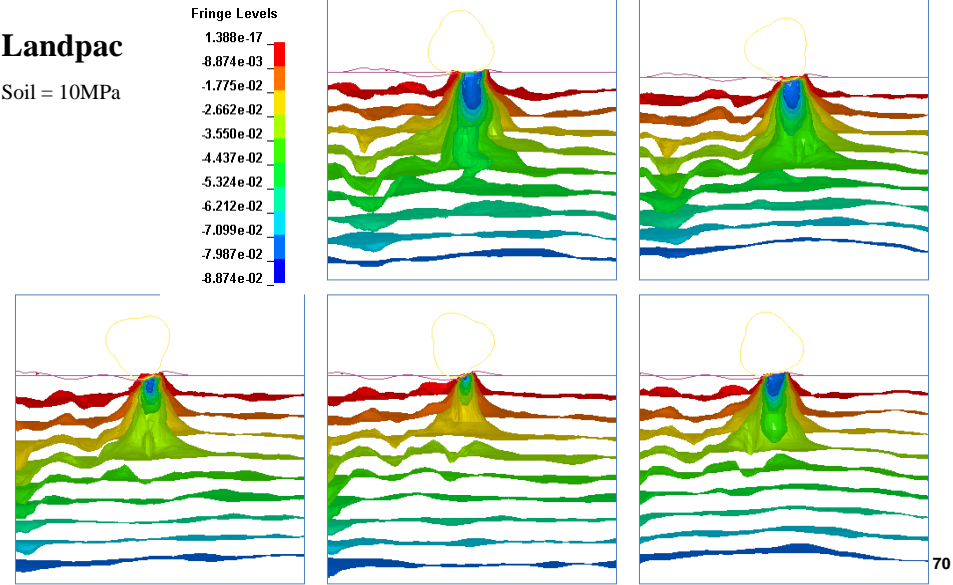 Landpac
Soil = 10MPa
Fringe Levels
1.388e-17
-8.874e-03
-1.775e-02
-2.662e-02
-3.550e-02
-4.437e-02
-5.324e-02
-6.212e-02
-7.099e-02
-7.987e-02
-8.874e-02
70